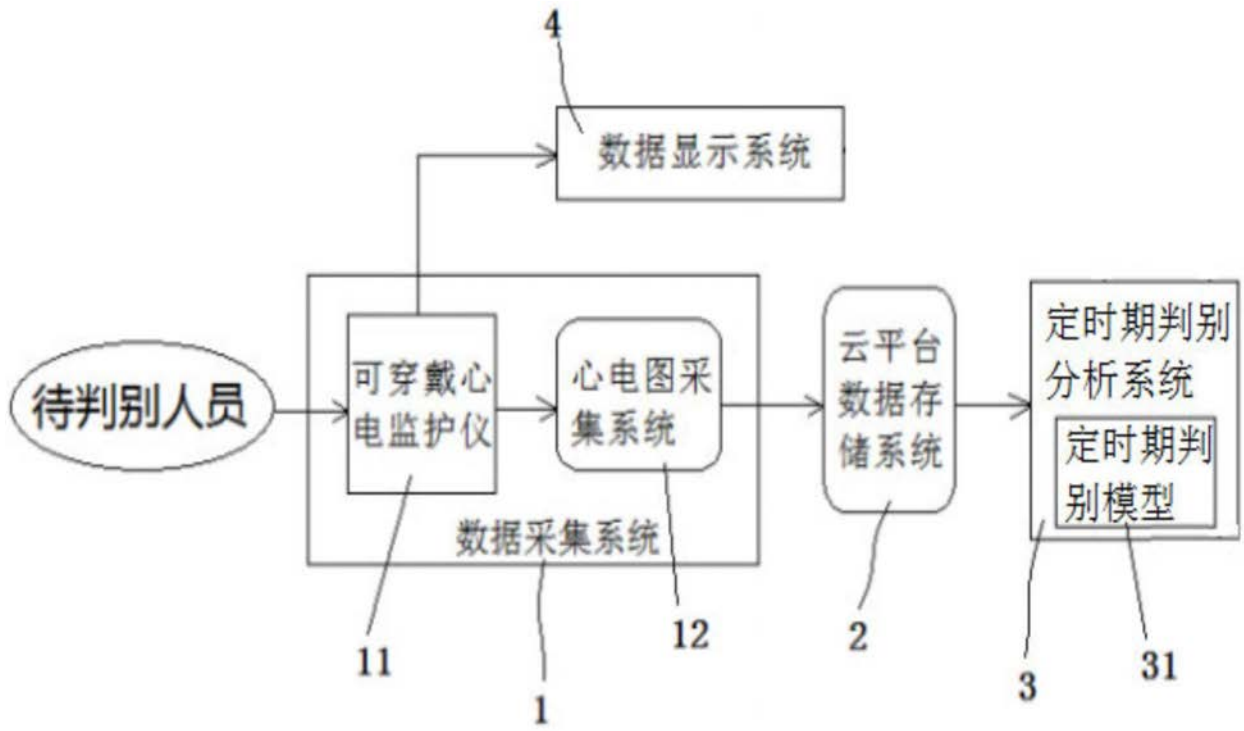 4
数据显示系统
待判别人员
可穿戴心
电监护仪
心电图采
集系统
数据采集系统
云平台
数据存
储系统
定时期判别
分析系统
定时期判
别模型
11
12
1
2
3
31